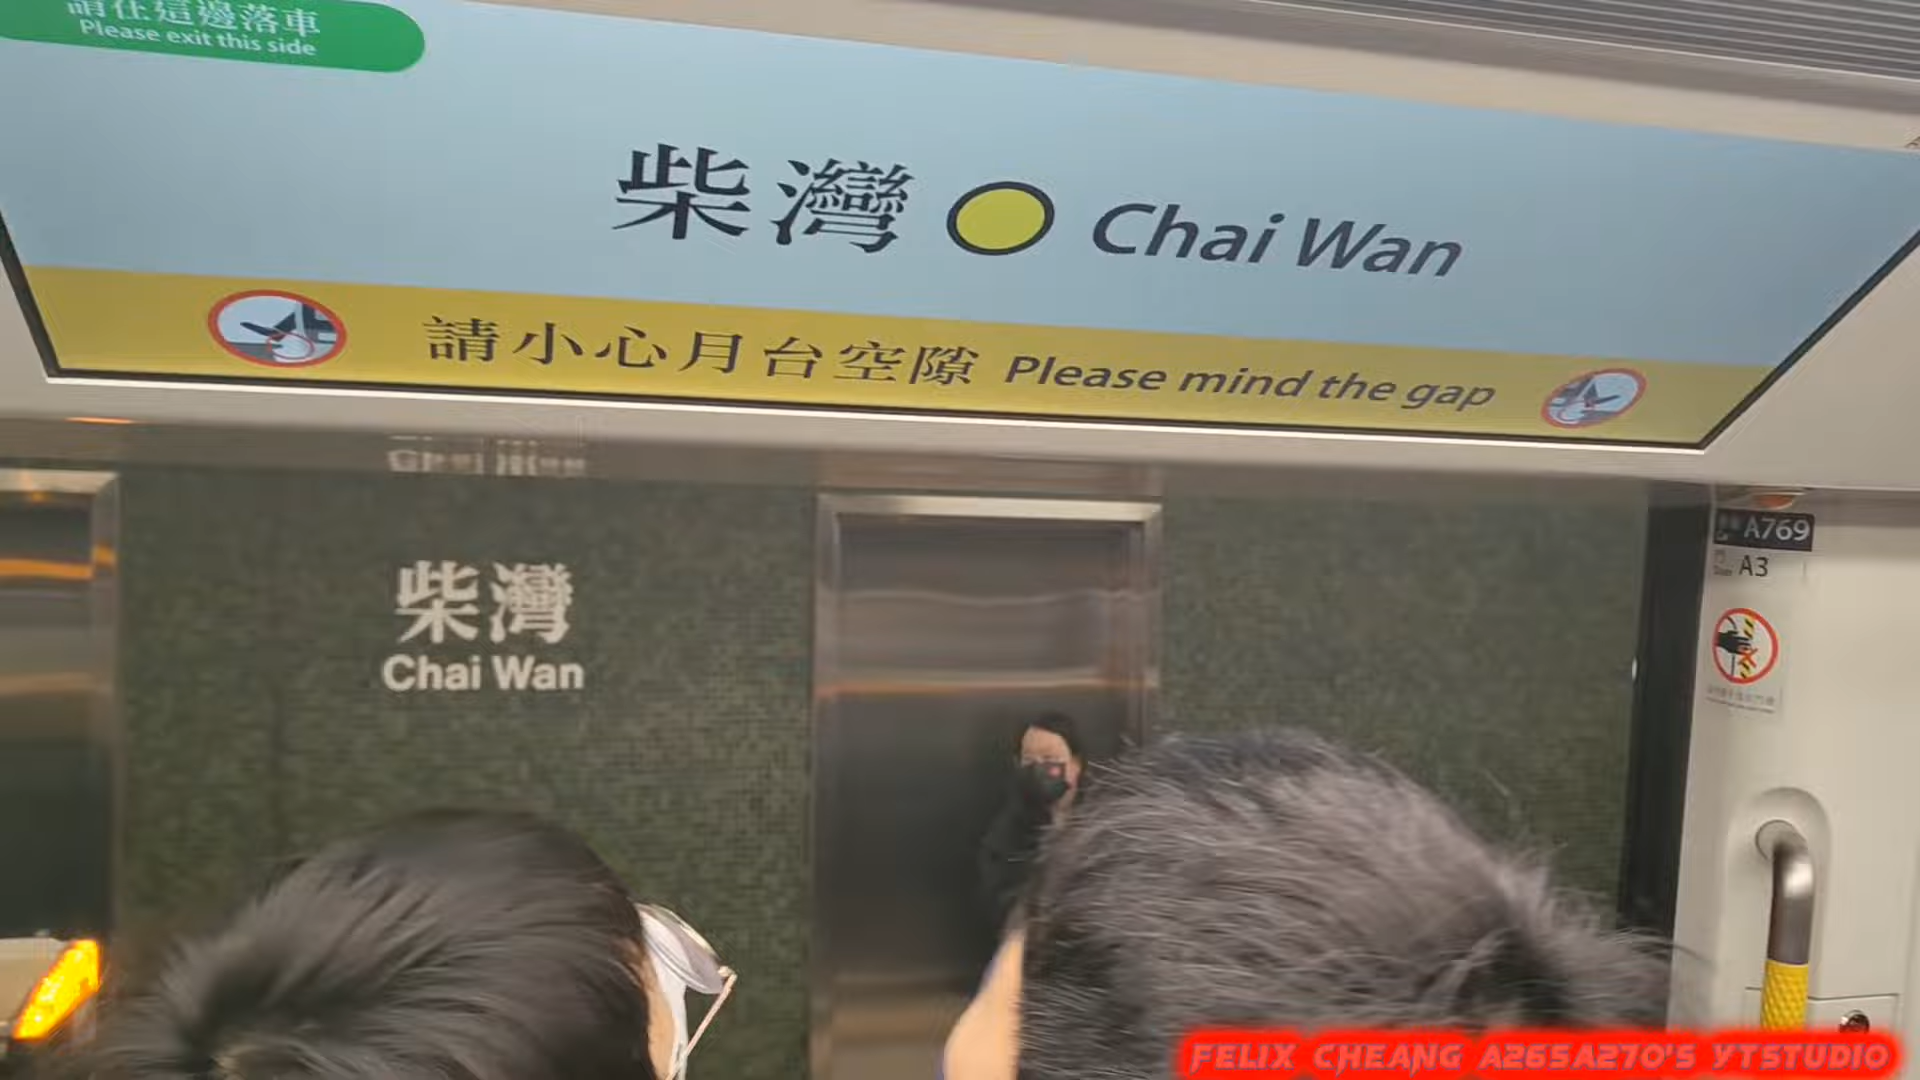 請在這邊落車
Please exit this side
柴灣 Chai Wan
請小心月台空隙 Please mind the gap
柴灣
Chai Wan
A769
A3
FELIX CHEANG A265A270'S YTSTUDIO